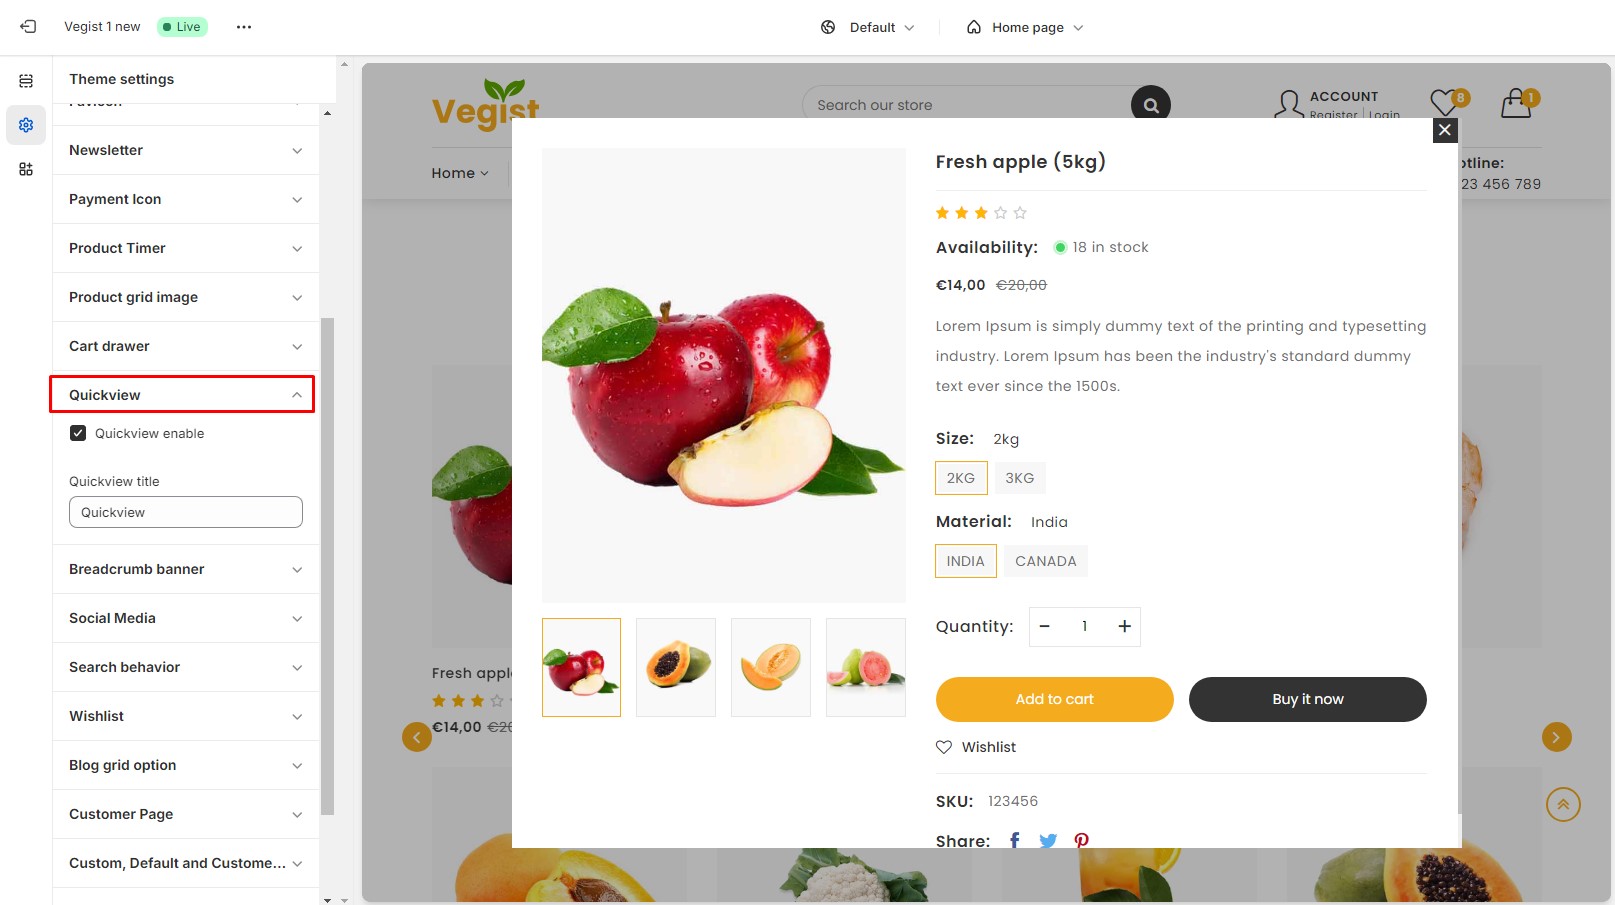 Vegist 1 new
Live
Default
Home page
Theme settings
Favicon
Newsletter
Payment Icon
Product Timer
Product grid image
Cart drawer
Quickview
Quickview enable
Quickview title
Quickview
Breadcrumb banner
Social Media
Search behavior
Wishlist
Blog grid option
Customer Page
Custom, Default and Custome...
Vegist
Search our store
ACCOUNT
Register | Login
8
1
Home
otline:
23 456 789
Fresh apple (5kg)
Availability: 18 in stock
€14,00 €20,00
Lorem Ipsum is simply dummy text of the printing and typesetting
industry. Lorem Ipsum has been the industry's standard dummy
text ever since the 1500s.
Size: 2kg
2KG 3KG
Material: India
INDIA CANADA
Quantity: − 1 +
Add to cart
Buy it now
Wishlist
SKU: 123456
Share:
Fresh appl
€14,00 €20